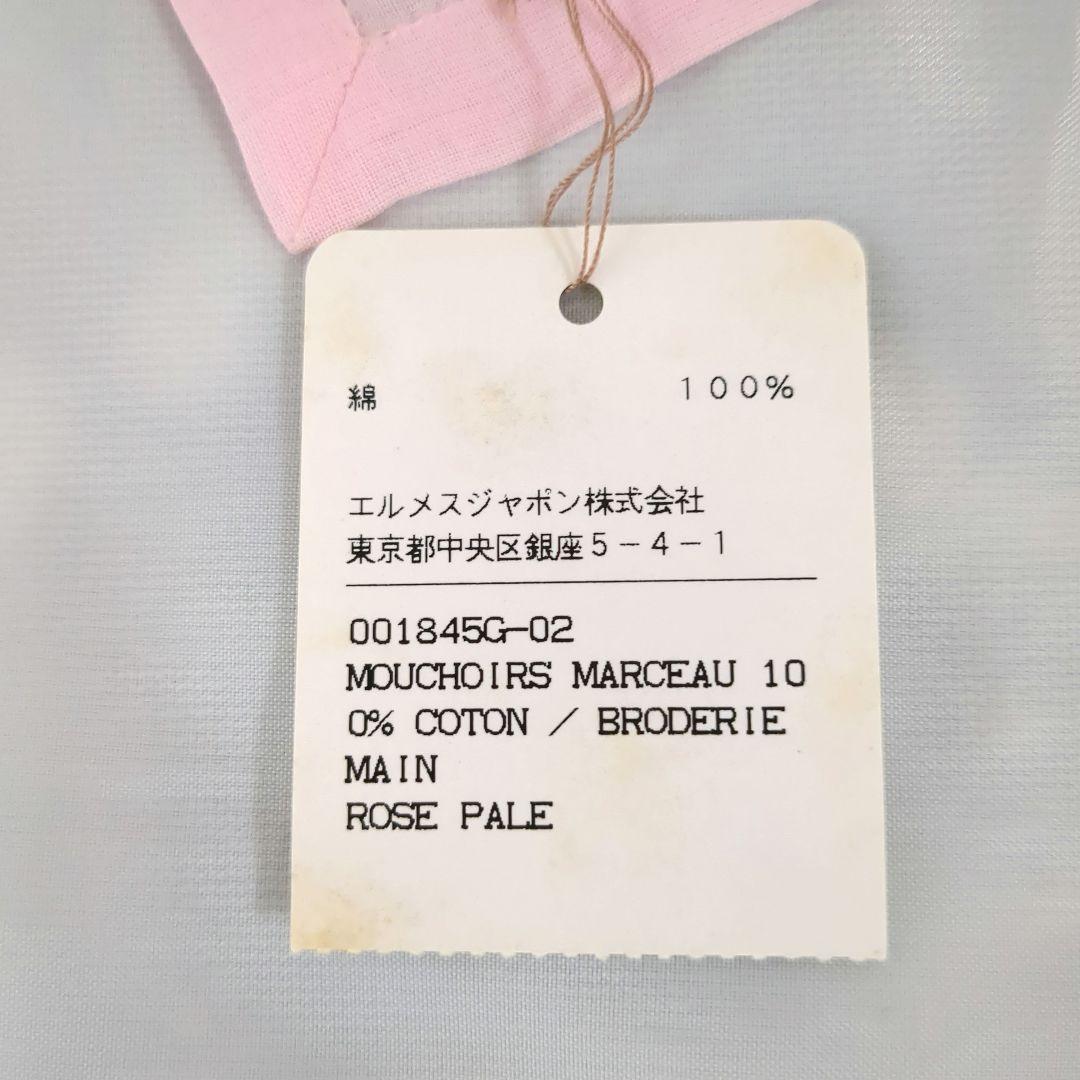 綿 100%
エルメスジャポン株式会社
東京都中央区銀座5-4-1
001845G-02
MOUCHOIRS MARCEAU 10
0% COTON / BRODERIE
MAIN
ROSE PALE